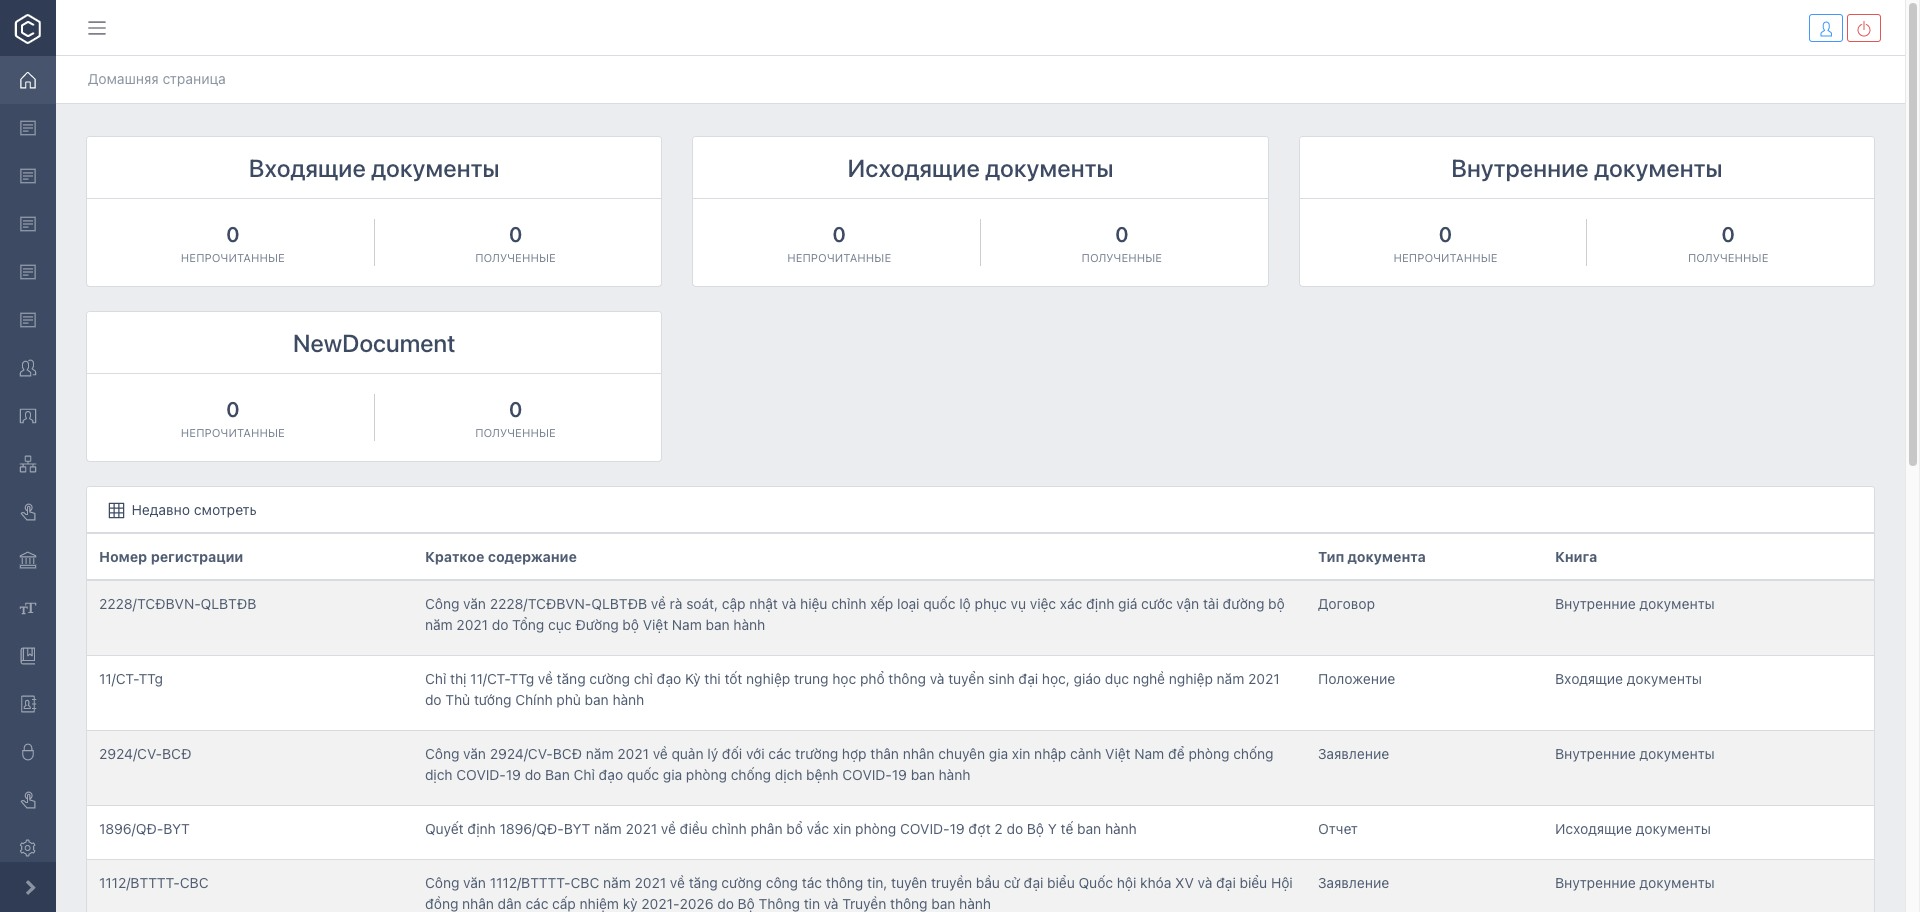 Домашняя страница
Входящие документы
0
НЕПРОЧИТАННЫЕ
0
ПОЛУЧЕННЫЕ
Исходящие документы
0
НЕПРОЧИТАННЫЕ
0
ПОЛУЧЕННЫЕ
Внутренние документы
0
НЕПРОЧИТАННЫЕ
0
ПОЛУЧЕННЫЕ
NewDocument
0
НЕПРОЧИТАННЫЕ
0
ПОЛУЧЕННЫЕ
Недавно смотреть
Номер регистрации Краткое содержание Тип документа Книга
2228/TCĐBVN-QLBTĐB Công văn 2228/TCĐBVN-QLBTĐB về rà soát, cập nhật và hiệu chỉnh xếp loại quốc lộ phục vụ việc xác định giá cước vận tải đường bộ Договор Внутренние документы
năm 2021 do Tổng cục Đường bộ Việt Nam ban hành
11/CT-TTg Chỉ thị 11/CT-TTg về tăng cường chỉ đạo Kỳ thi tốt nghiệp trung học phổ thông và tuyển sinh đại học, giáo dục nghề nghiệp năm 2021 Положение Входящие документы
do Thủ tướng Chính phủ ban hành
2924/CV-BCĐ Công văn 2924/CV-BCĐ năm 2021 về quản lý đối với các trường hợp thân nhân chuyên gia xin nhập cảnh Việt Nam để phòng chống Заявление Внутренние документы
dịch COVID-19 do Ban Chỉ đạo quốc gia phòng chống dịch bệnh COVID-19 ban hành
1896/QĐ-BYT Quyết định 1896/QĐ-BYT năm 2021 về điều chỉnh phân bổ vắc xin phòng COVID-19 đợt 2 do Bộ Y tế ban hành Отчет Исходящие документы
1112/BTTTT-CBC Công văn 1112/BTTTT-CBC năm 2021 về tăng cường công tác thông tin, tuyên truyền bầu cử đại biểu Quốc hội khóa XV và đại biểu Hội Заявление Внутренние документы
đồng nhân dân các cấp nhiệm kỳ 2021-2026 do Bộ Thông tin và Truyền thông ban hành